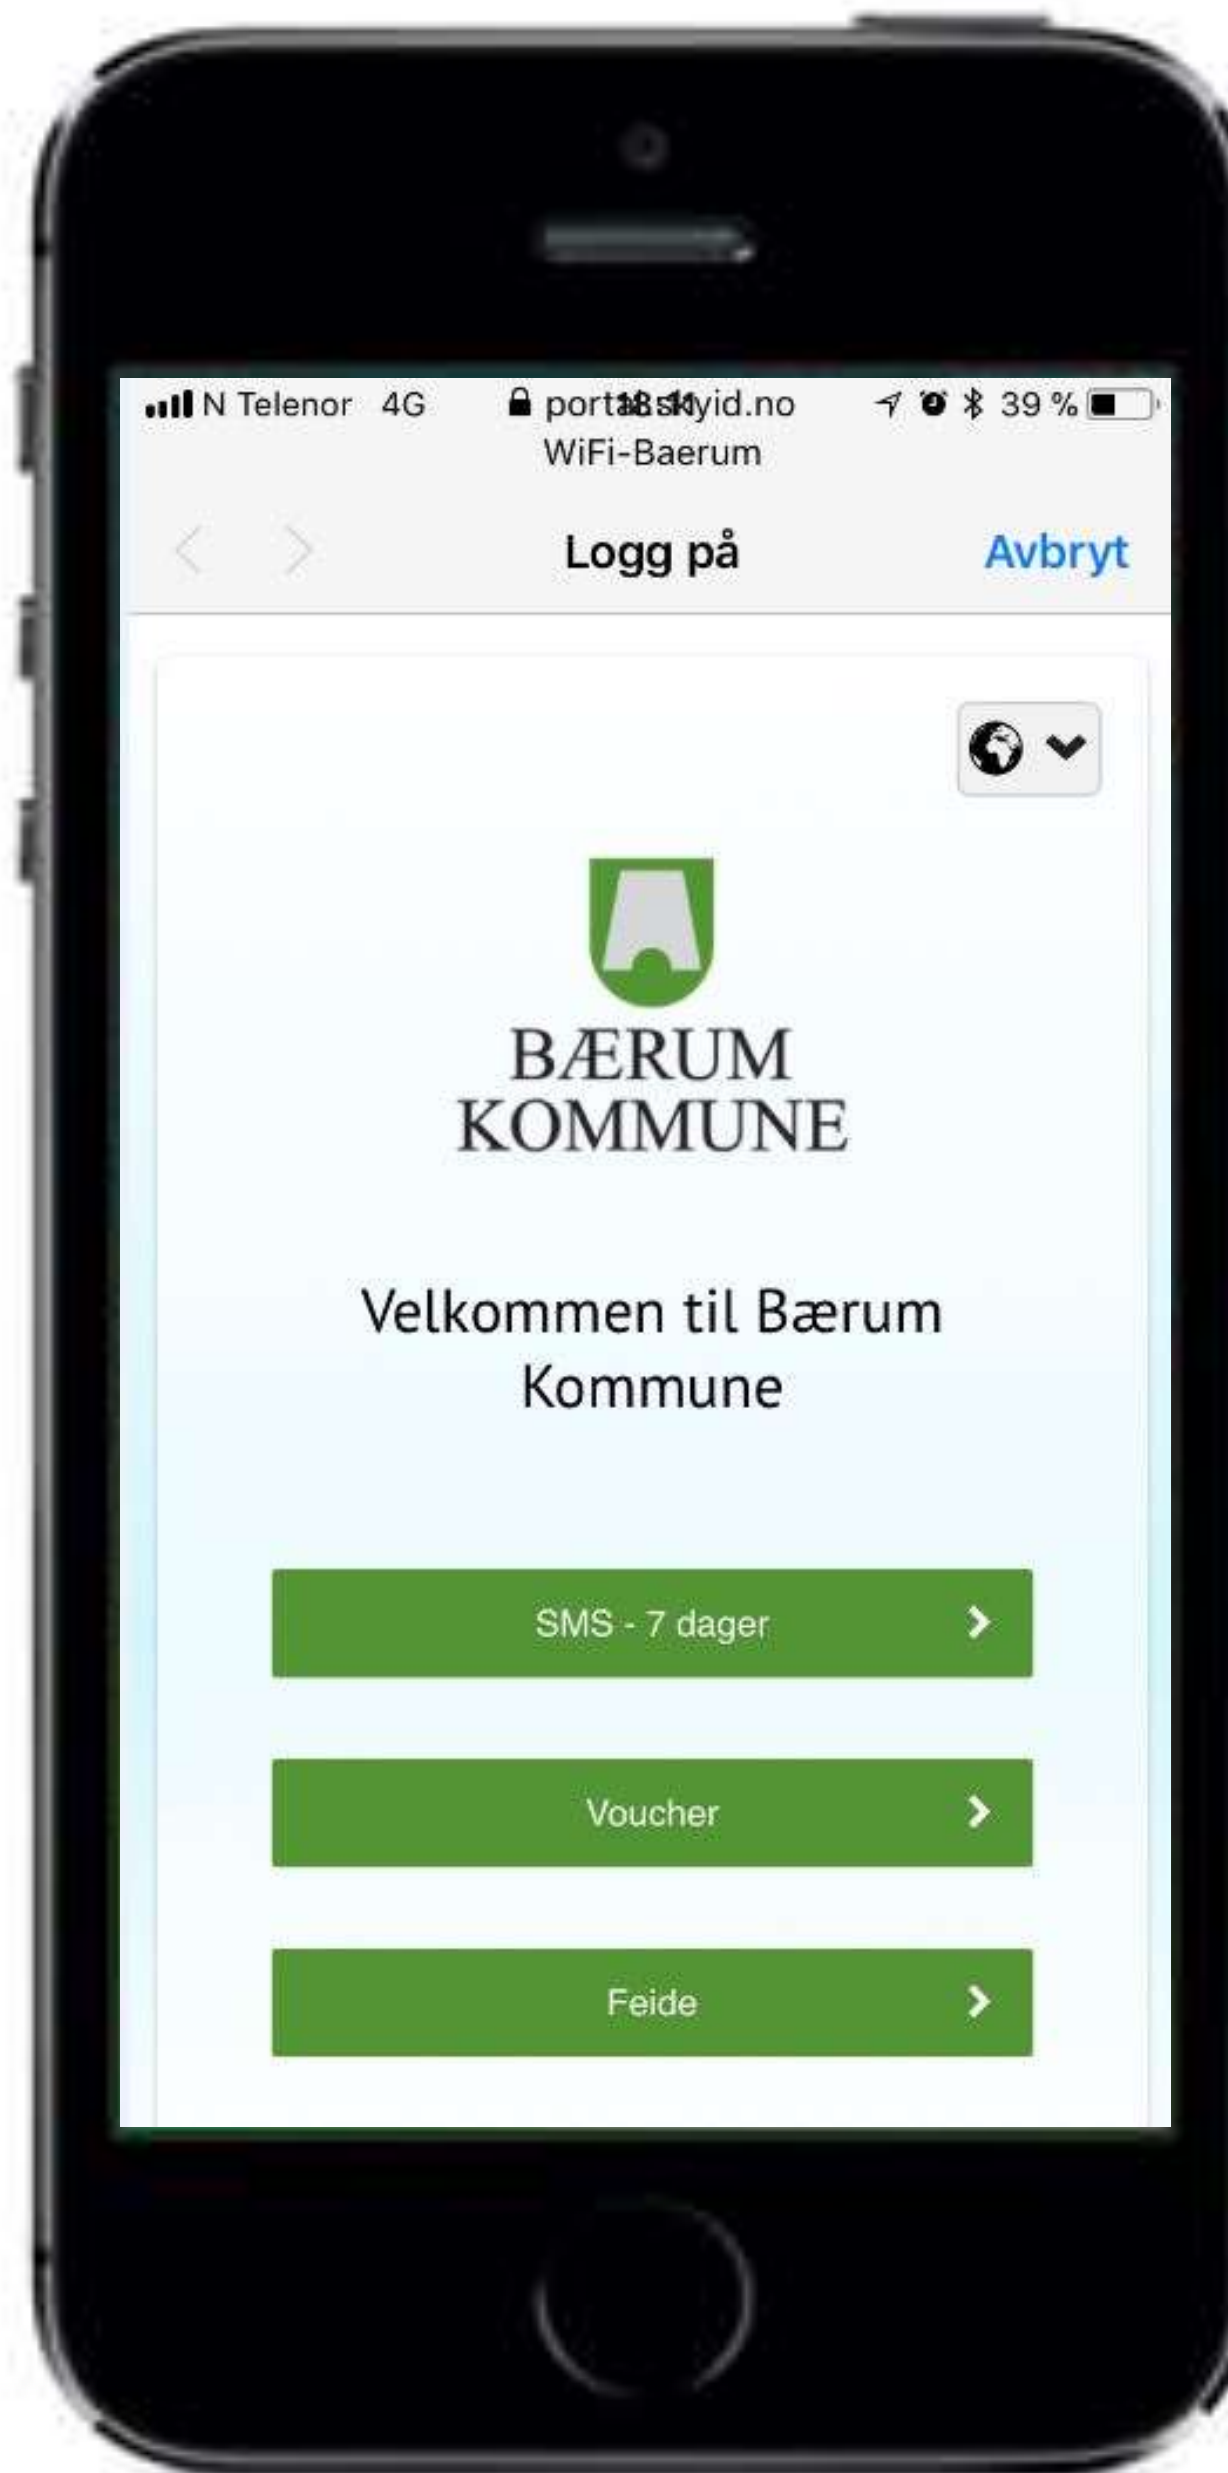 N Telenor 4G
39 %
WiFi-Baerum
Logg på
Avbryt
BÆRUM
KOMMUNE
Velkommen til Bærum
Kommune
SMS - 7 dager
Voucher
Feide